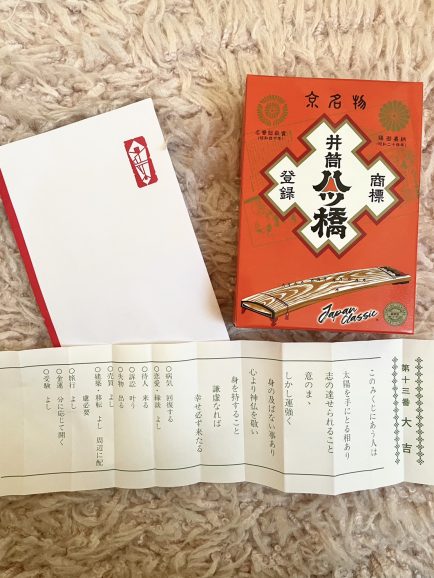 京名物
名誉総裁賞
井筒
八ッ橋
登録
商標
Japan
Classic
第十三番 大吉
このみくじにあう人は
太陽を手にとる相あり
志の達せられること
意のまゝ
しかし運強く
身の及ばない事あり
心より神仏を敬い
身を持すること
謙虚なれば
幸せ必ず来たる
○病気 回復する
○恋愛・縁談 よし
○待人 来る
○訴訟 叶う
○失物 出る
○売買 よし
○建築・移転 よし 周辺に配
慮必要
○旅行 よし
○金運 分に応じて開く
○受験 よし